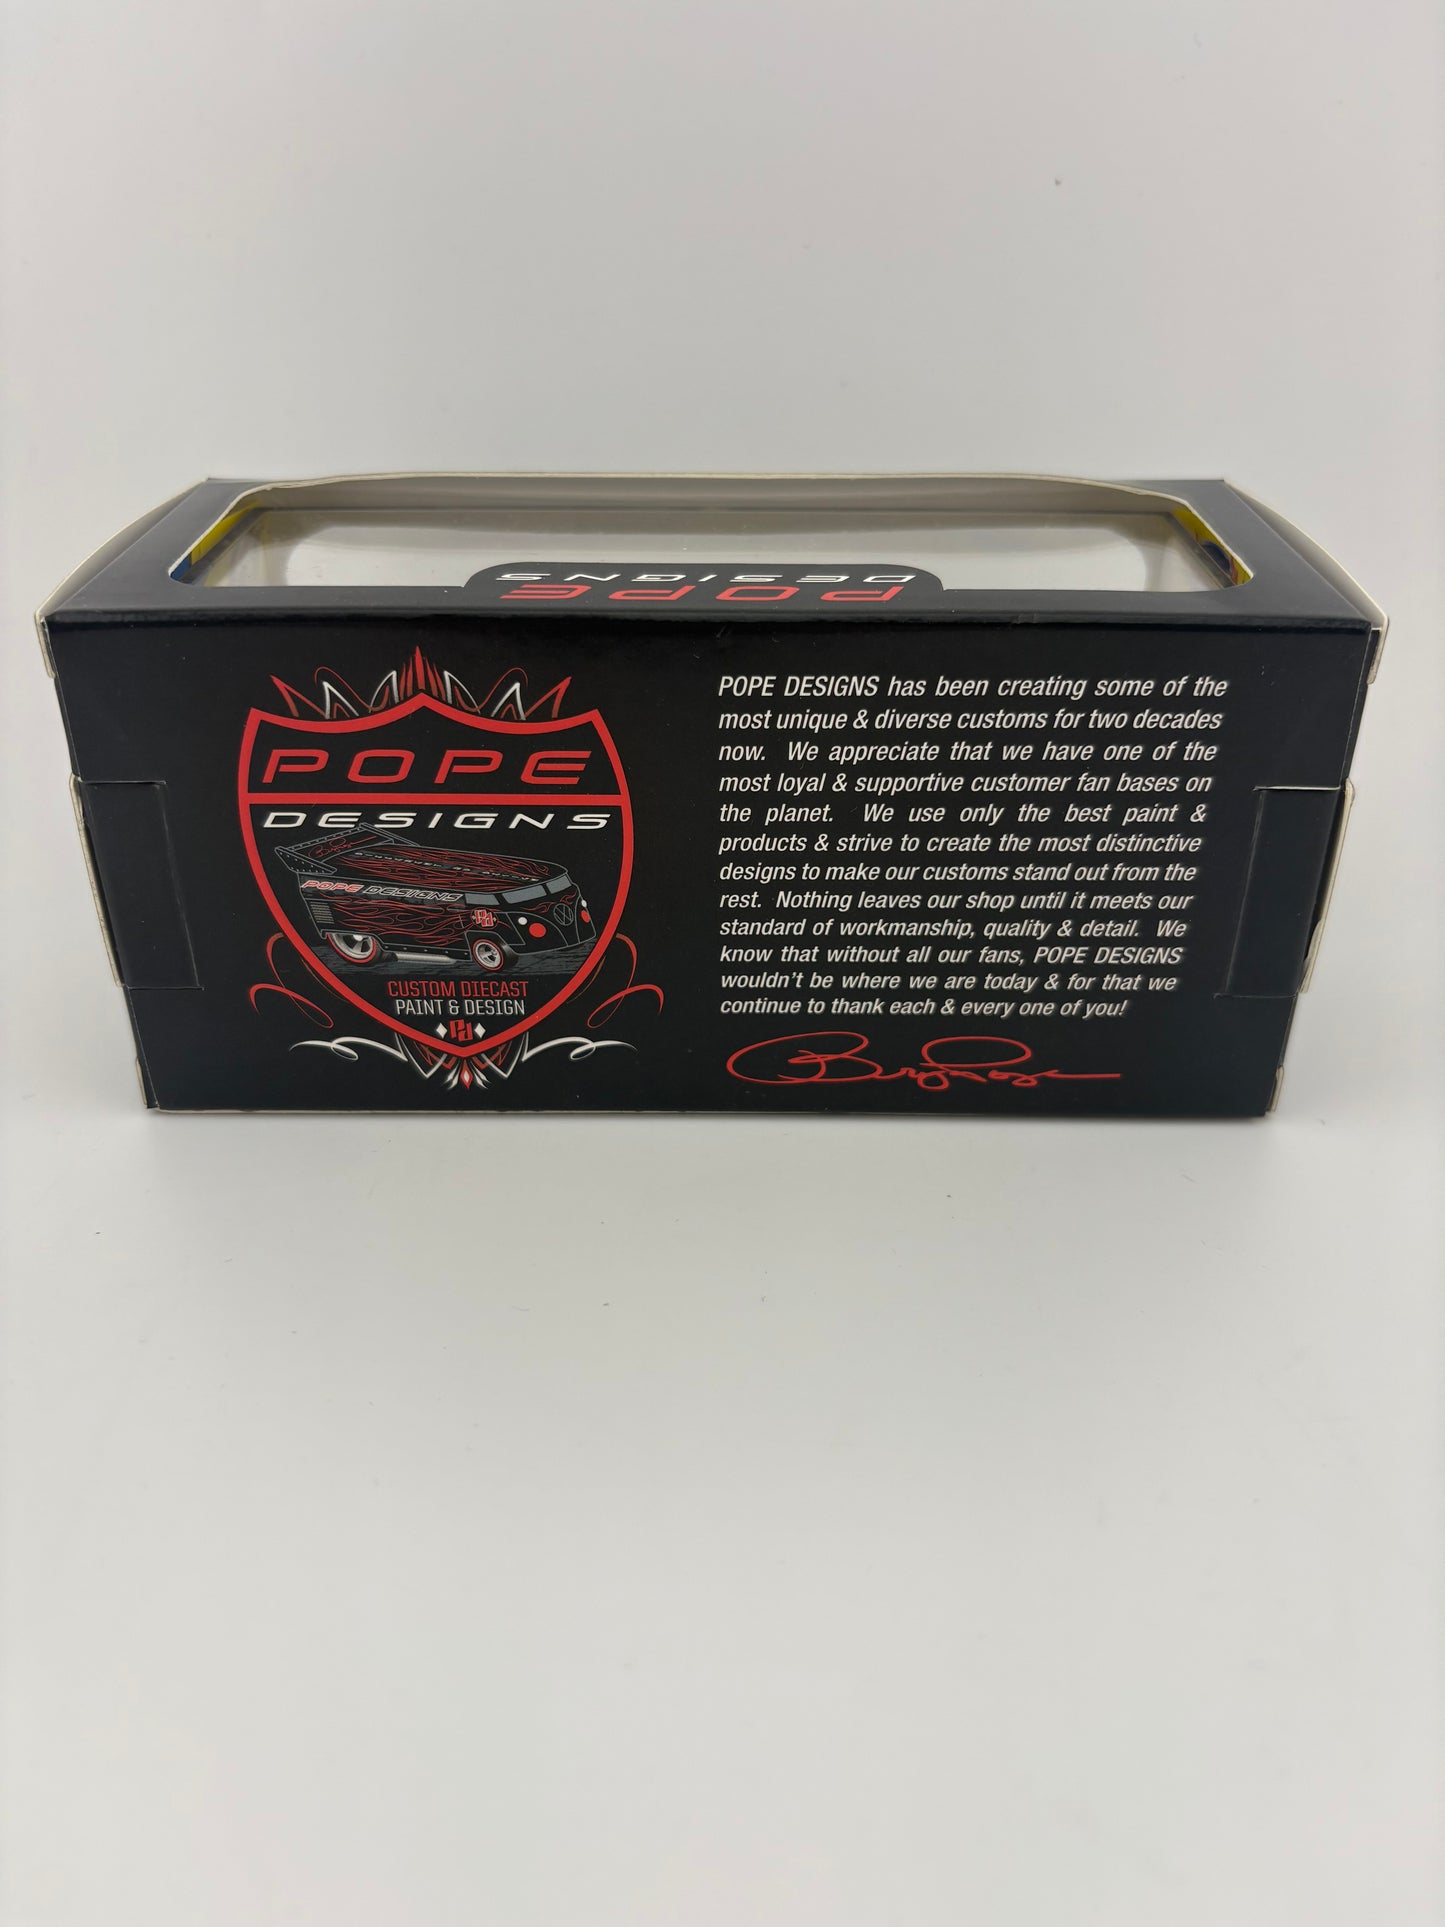 POPE
DESIGNS
POPE
DESIGNS
POPE DESIGNS
CUSTOM DIECAST
PAINT & DESIGN
Pd
POPE DESIGNS has been creating some of the
most unique & diverse customs for two decades
now. We appreciate that we have one of the
most loyal & supportive customer fan bases on
the planet. We use only the best paint &
products & strive to create the most distinctive
designs to make our customs stand out from the
rest. Nothing leaves our shop until it meets our
standard of workmanship, quality & detail. We
know that without all our fans, POPE DESIGNS
wouldn't be where we are today & for that we
continue to thank each & every one of you!